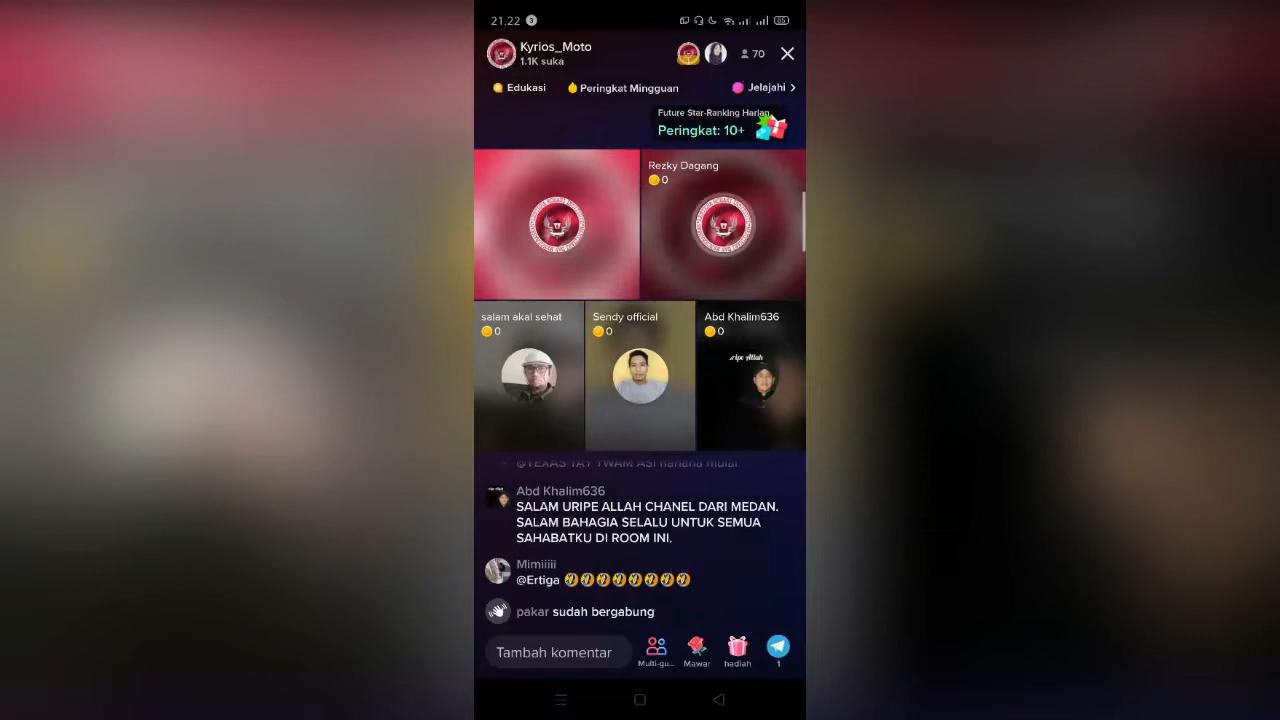 21.22
Kyrios_Moto
1.1K suka
70
Edukasi
Peringkat Mingguan
Jelajahi
Future Star-Ranking Harian
Peringkat: 10+
Rezky Dagang
0
salam akal sehat
0
Sendy official
0
Abd Khalim636
0
Abd Khalim636
SALAM URIPE ALLAH CHANEL DARI MEDAN.
SALAM BAHAGIA SELALU UNTUK SEMUA
SAHABATKU DI ROOM INI.
Mimiiiii
@Ertiga 🤣🤣🤣🤣🤣🤣🤣🤣
pakar sudah bergabung
Tambah komentar
Multi-gu...
Mawar
hadiah
1